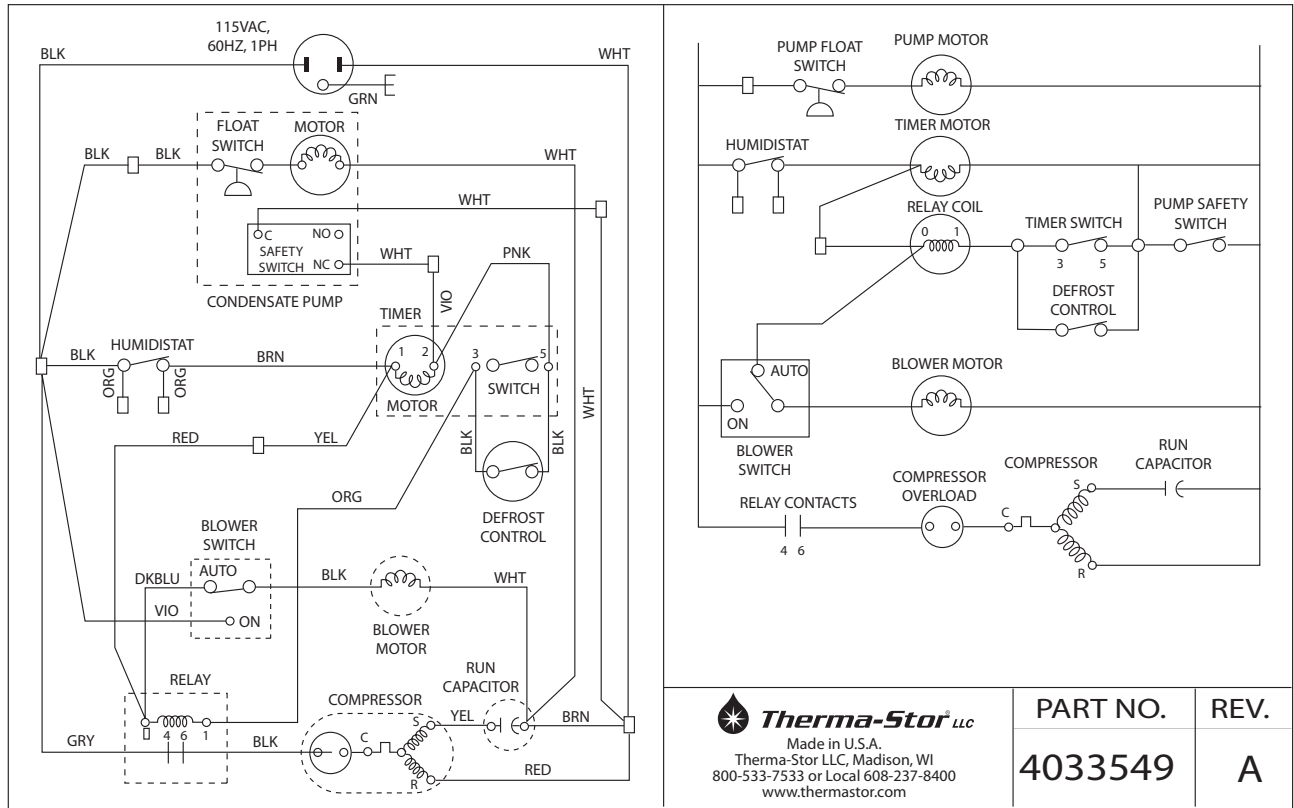 115VAC,
60HZ, 1PH
BLK
WHT
GRN
FLOAT
SWITCH
MOTOR
BLK
BLK
WHT
WHT
C
NO
SAFETY
SWITCH
NC
WHT
PNK
CONDENSATE PUMP
VIO
TIMER
HUMIDISTAT
BLK
BRN
1
2
3
5
ORG
ORG
SWITCH
MOTOR
WHT
RED
YEL
BLK
BLK
ORG
DEFROST
CONTROL
BLOWER
SWITCH
AUTO
DKBLU
BLK
WHT
VIO
ON
BLOWER
MOTOR
RELAY
RUN
CAPACITOR
COMPRESSOR
S
YEL
BRN
0
4
6
1
GRY
BLK
C
R
RED
PUMP FLOAT
SWITCH
PUMP MOTOR
TIMER MOTOR
HUMIDISTAT
RELAY COIL
0
1
TIMER SWITCH
PUMP SAFETY
SWITCH
3
5
DEFROST
CONTROL
AUTO
BLOWER MOTOR
ON
BLOWER
SWITCH
RUN
CAPACITOR
COMPRESSOR
COMPRESSOR
OVERLOAD
S
RELAY CONTACTS
C
4 6
R
Therma-Stor® LLC
Made in U.S.A.
Therma-Stor LLC, Madison, WI
800-533-7533 or Local 608-237-8400
www.thermastor.com
PART NO.
4033549
REV.
A